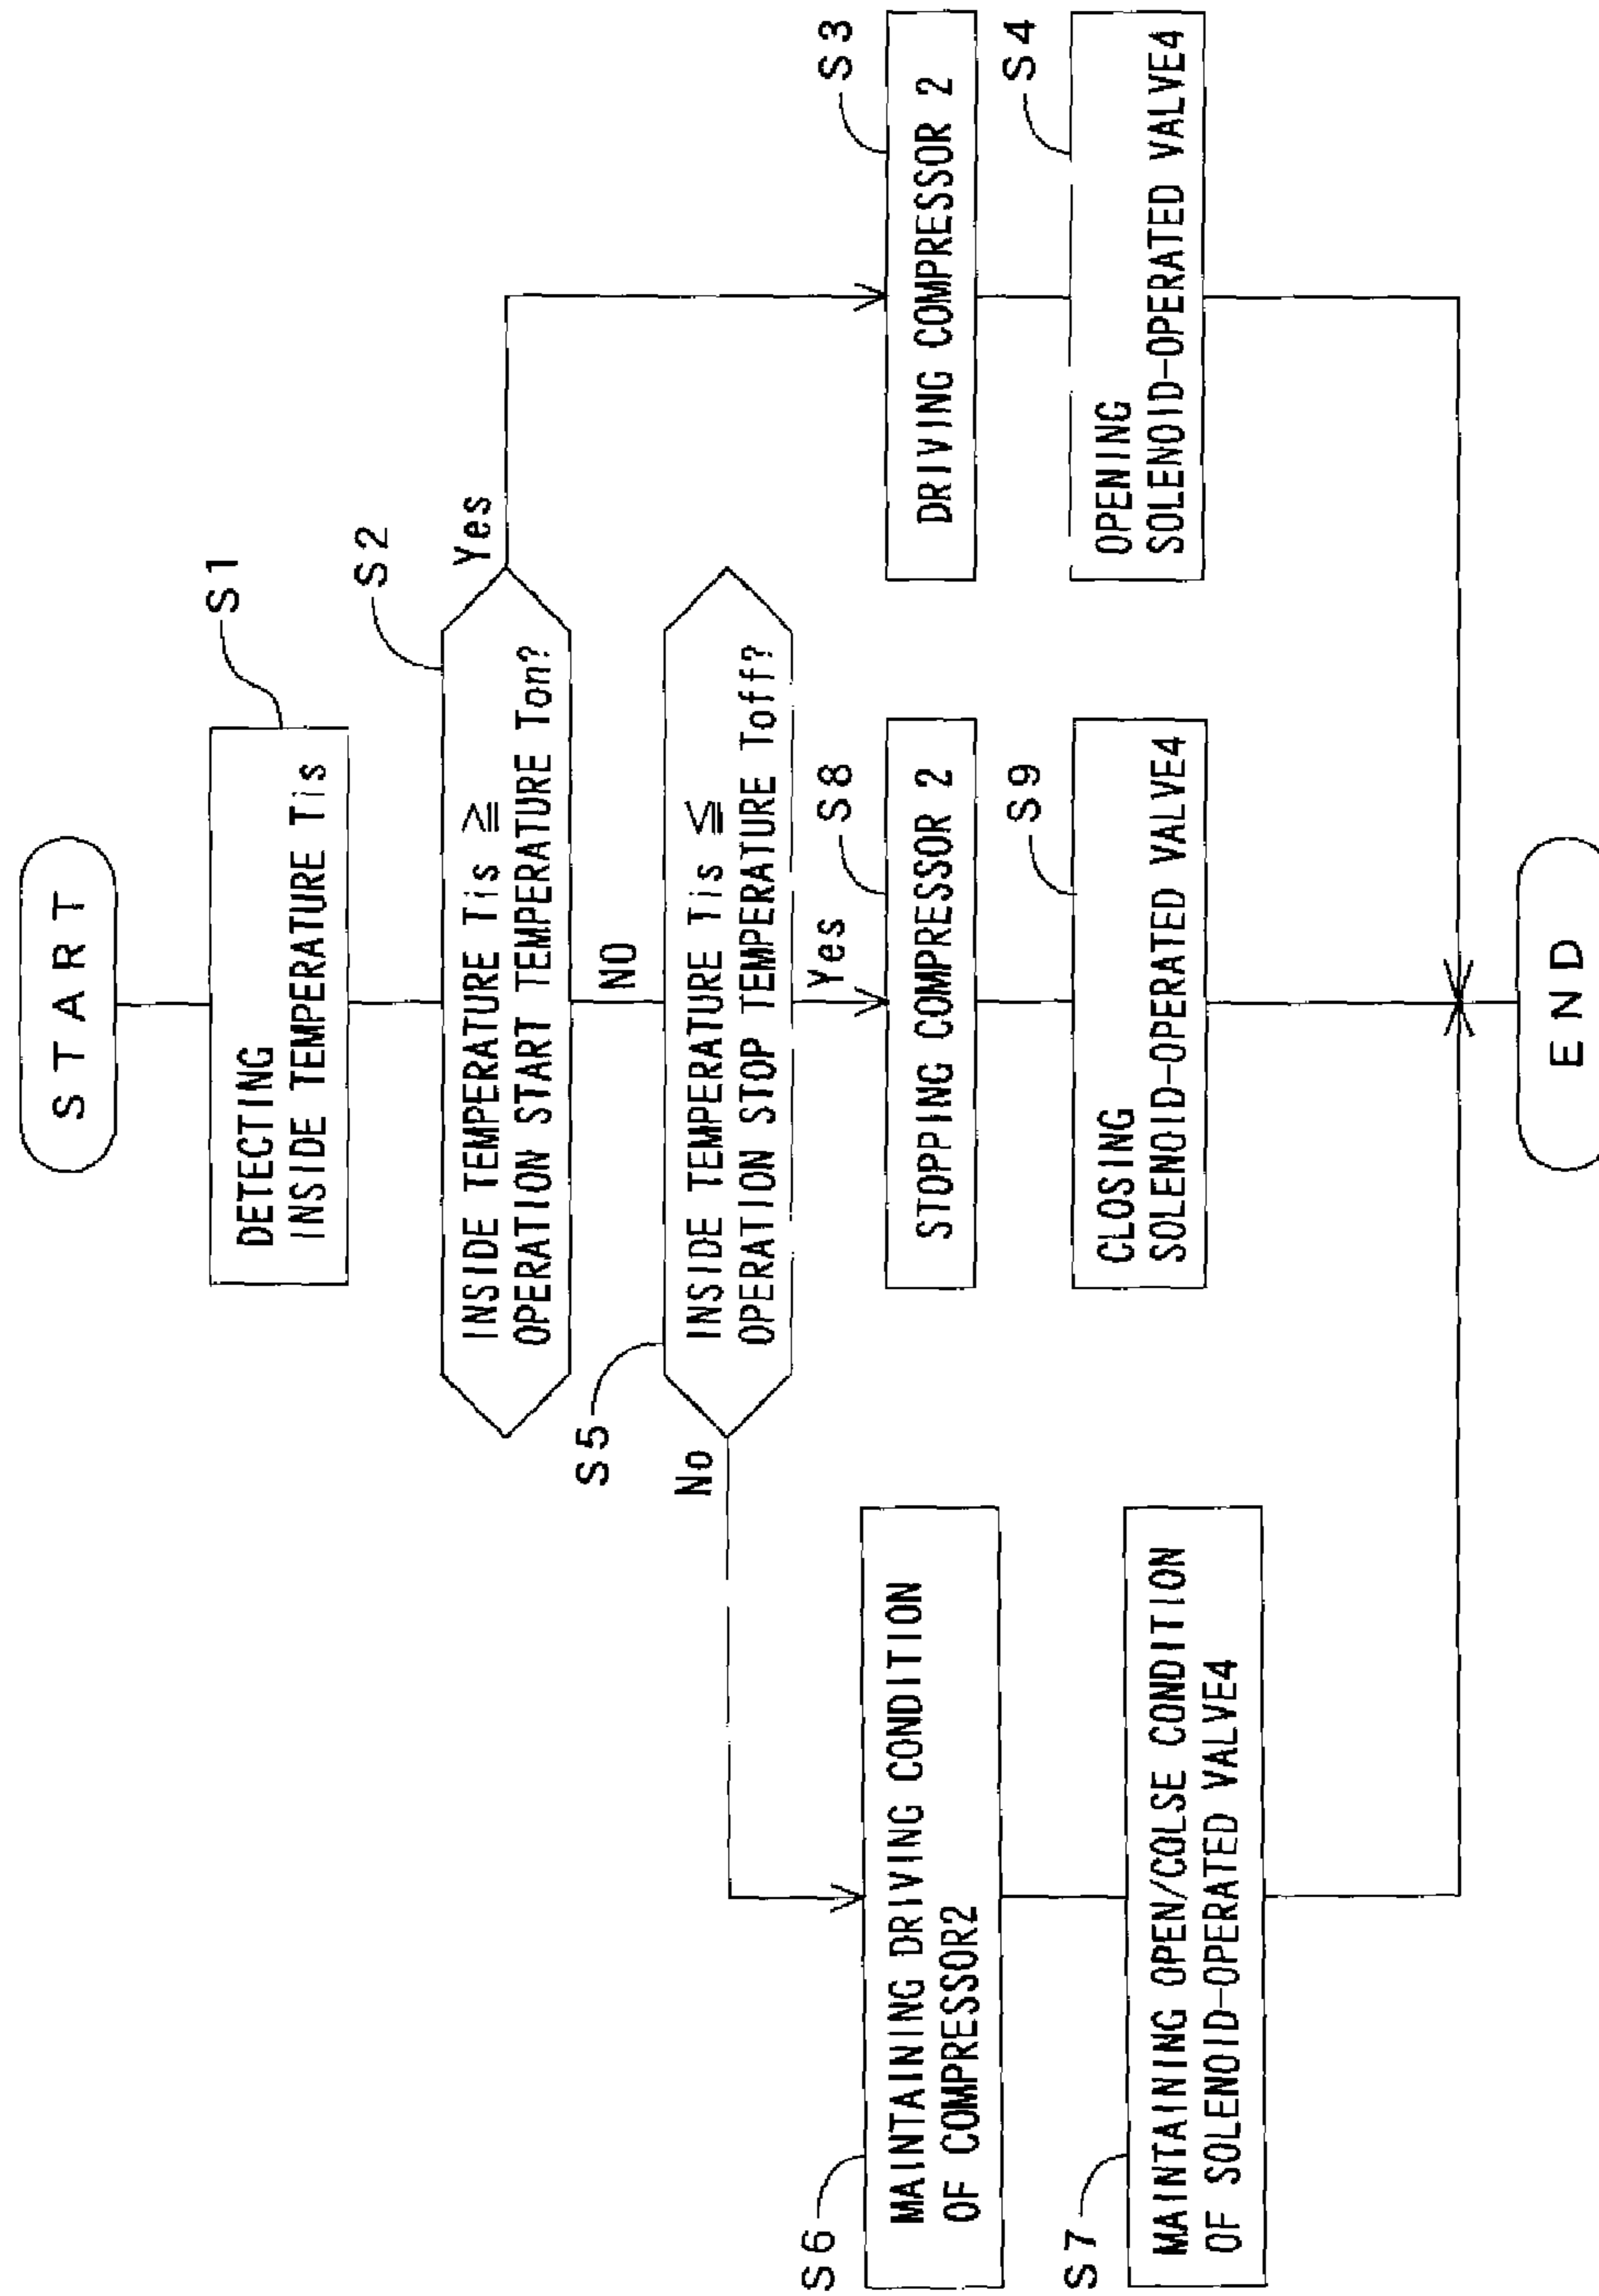 START
S1
DETECTING
INSIDE TEMPERATURE Tis
S2
INSIDE TEMPERATURE Tis ≧
OPERATION START TEMPERATURE Ton?
Yes
NO
S5
INSIDE TEMPERATURE Tis ≦
OPERATION STOP TEMPERATURE Toff?
No
Yes
S6
MAINTAINING DRIVING CONDITION
OF COMPRESSOR2
S7
MAINTAINING OPEN/COLSE CONDITION
OF SOLENOID-OPERATED VALVE4
S8
STOPPING COMPRESSOR 2
S9
CLOSING
SOLENOID-OPERATED VALVE4
S3
DRIVING COMPRESSOR 2
S4
OPENING
SOLENOID-OPERATED VALVE4
END